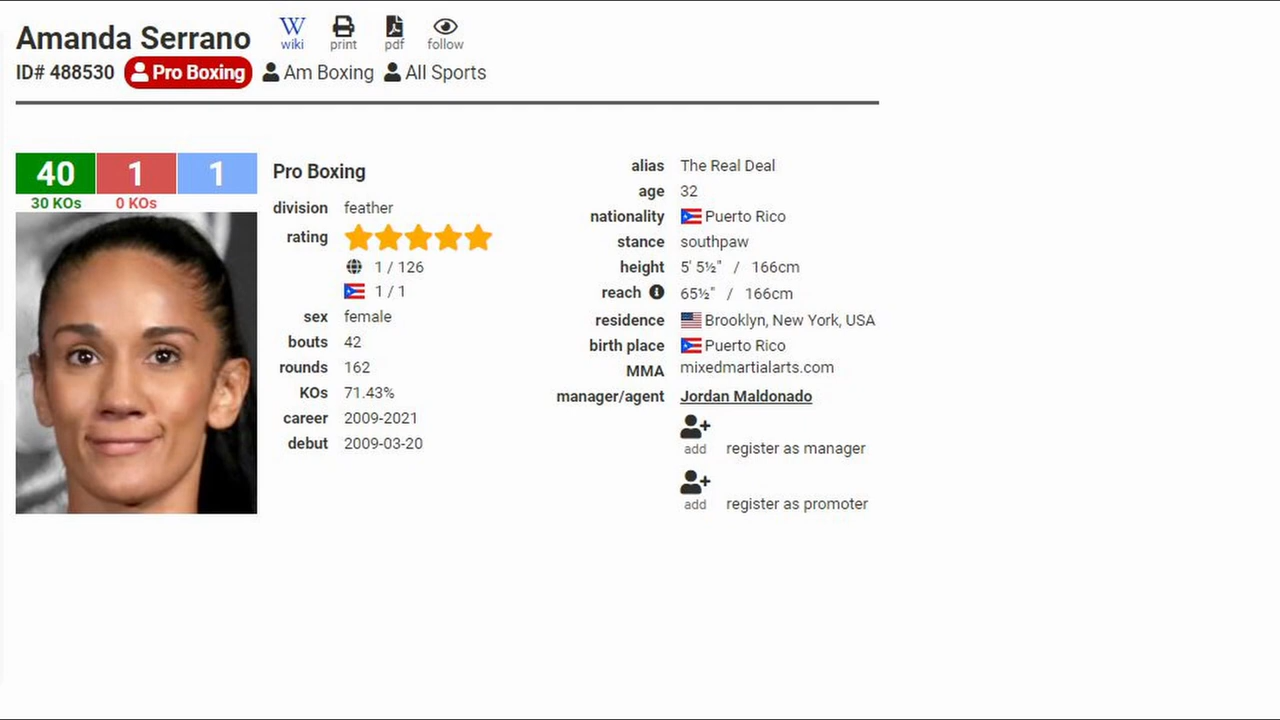 Amanda Serrano
wiki print pdf follow
ID# 488530 Pro Boxing Am Boxing All Sports
40 1 1
30 KOs 0 KOs
Pro Boxing
division feather
rating
1 / 126
1 / 1
sex female
bouts 42
rounds 162
KOs 71.43%
career 2009-2021
debut 2009-03-20
alias The Real Deal
age 32
nationality Puerto Rico
stance southpaw
height 5' 5½" / 166cm
reach 65½" / 166cm
residence Brooklyn, New York, USA
birth place Puerto Rico
MMA mixedmartialarts.com
manager/agent Jordan Maldonado
add register as manager
add register as promoter